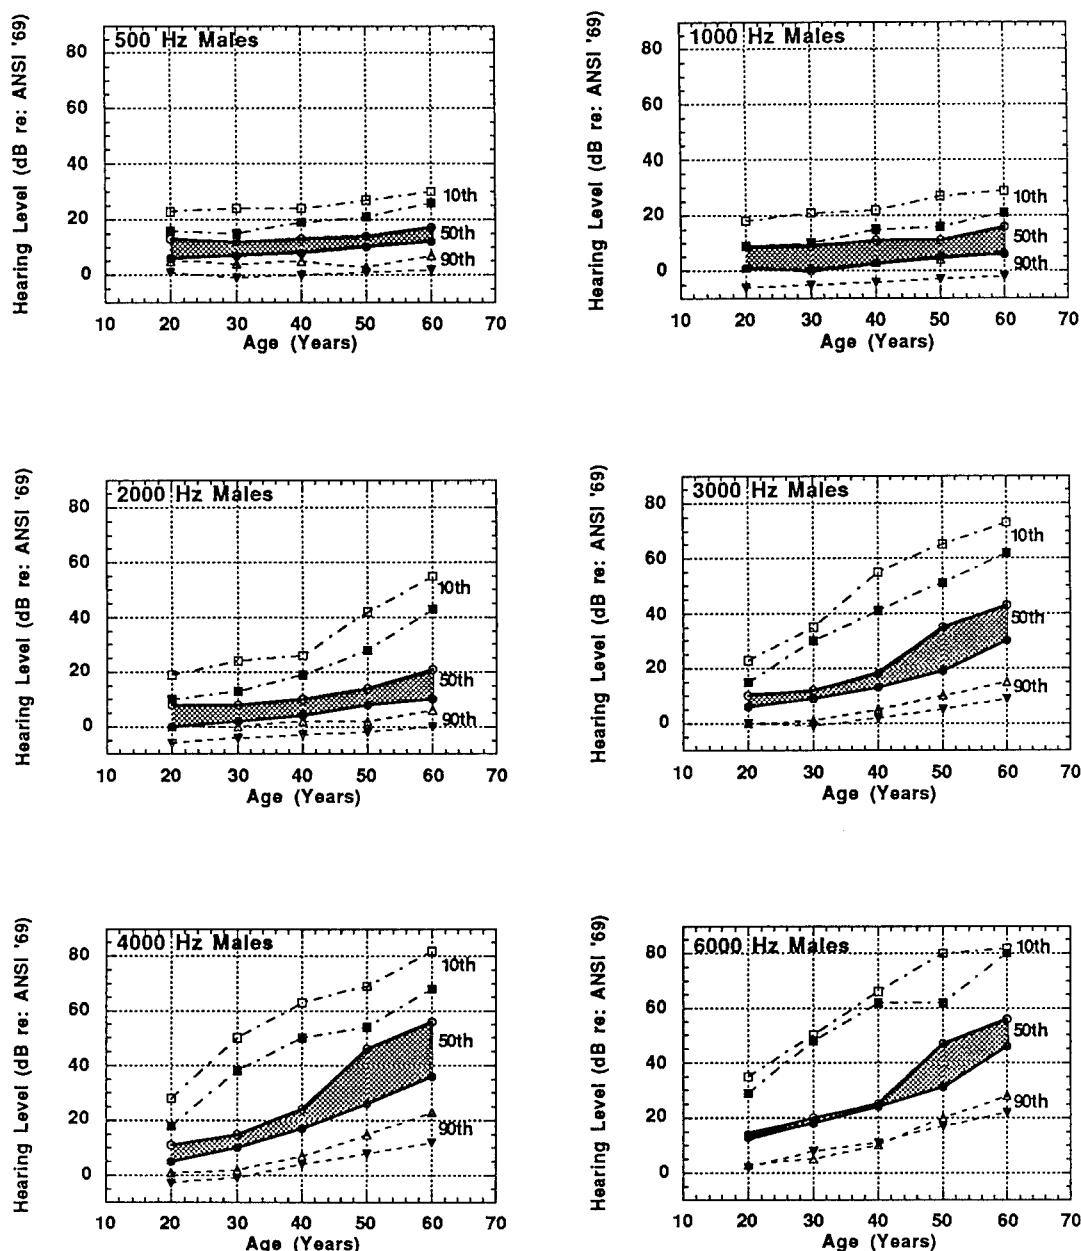 500 Hz Males
Hearing Level (dB re: ANSI '69)
80
60
40
20
0
10th
50th
90th
10 20 30 40 50 60 70
Age (Years)
1000 Hz Males
Hearing Level (dB re: ANSI '69)
80
60
40
20
0
10th
50th
90th
10 20 30 40 50 60 70
Age (Years)
2000 Hz Males
Hearing Level (dB re: ANSI '69)
80
60
40
20
0
10th
50th
90th
10 20 30 40 50 60 70
Age (Years)
3000 Hz Males
Hearing Level (dB re: ANSI '69)
80
60
40
20
0
10th
50th
90th
10 20 30 40 50 60 70
Age (Years)
4000 Hz Males
Hearing Level (dB re: ANSI '69)
80
60
40
20
0
10th
50th
90th
10 20 30 40 50 60 70
Age (Years)
6000 Hz Males
Hearing Level (dB re: ANSI '69)
80
60
40
20
0
10th
50th
90th
10 20 30 40 50 60 70
Age (Years)